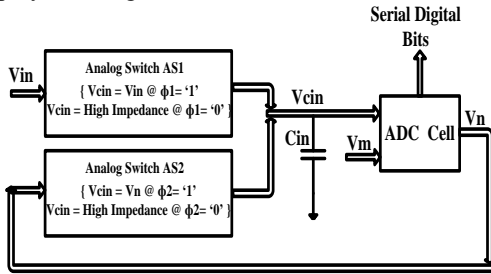 Serial Digital
Bits
Analog Switch AS1
{ Vcin = Vin @ ϕ1= ‘1’
Vcin = High Impedance @ ϕ1= ‘0’ }
Vin
Vcin
Cin
Vm
ADC Cell
Vn
Analog Switch AS2
{ Vcin = Vn @ ϕ2= ‘1’
Vcin = High Impedance @ ϕ2= ‘0’ }